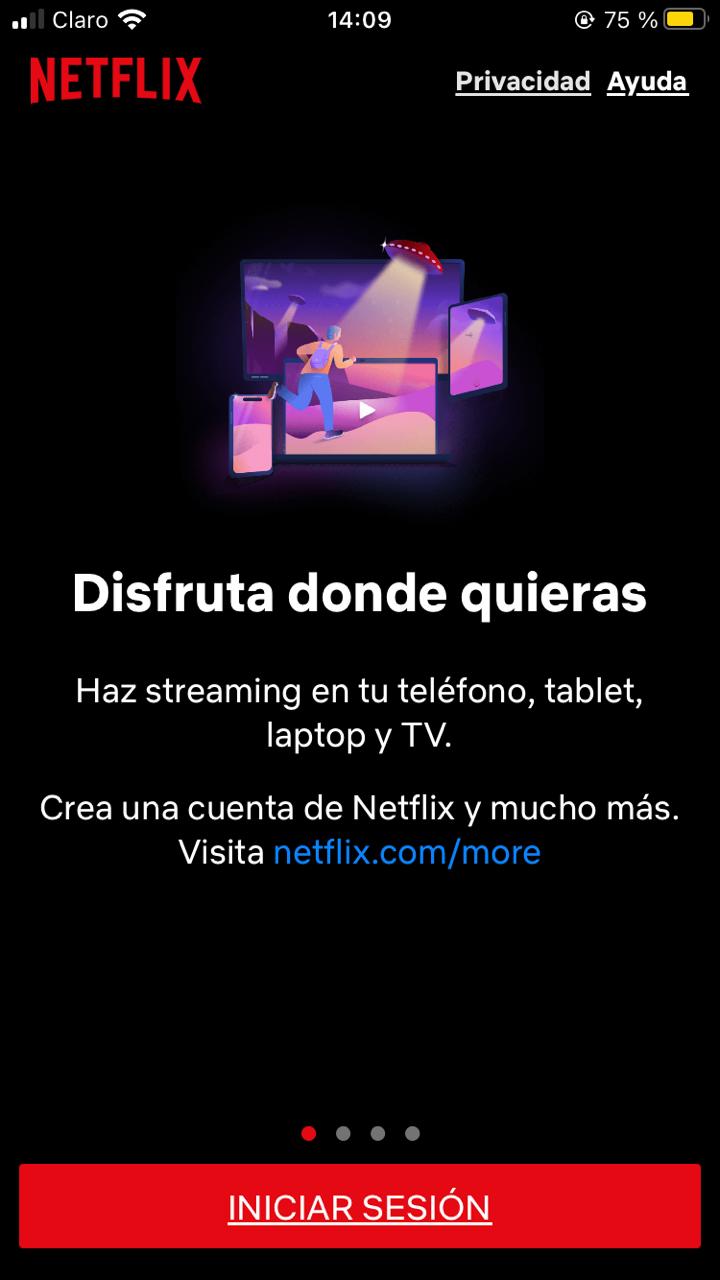 Claro 14:09 75 %
NETFLIX Privacidad Ayuda
Disfruta donde quieras
Haz streaming en tu teléfono, tablet,
laptop y TV.
Crea una cuenta de Netflix y mucho más.
Visita netflix.com/more
INICIAR SESIÓN